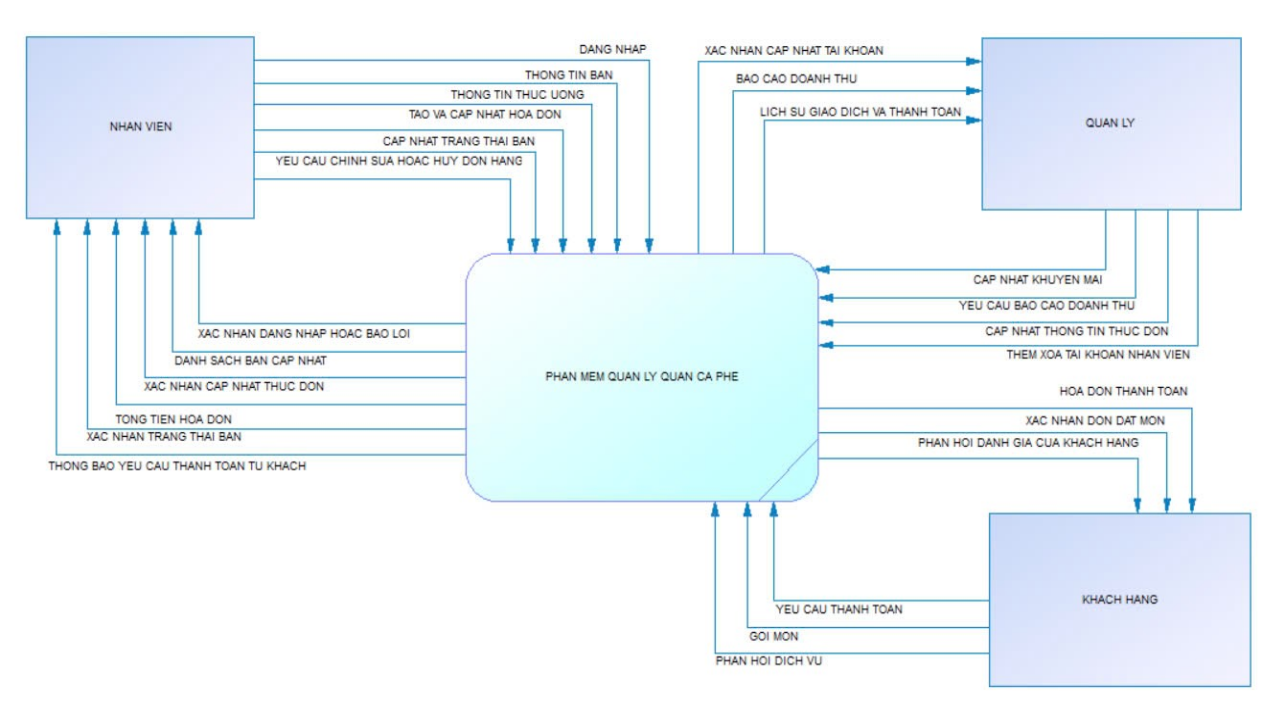 DANG NHAP
THONG TIN BAN
THONG TIN THUC UONG
TAO VA CAP NHAT HOA DON
CAP NHAT TRANG THAI BAN
YEU CAU CHINH SUA HOAC HUY DON HANG
NHAN VIEN
XAC NHAN CAP NHAT TAI KHOAN
BAO CAO DOANH THU
LICH SU GIAO DICH VA THANH TOAN
QUAN LY
CAP NHAT KHUYEN MAI
YEU CAU BAO CAO DOANH THU
CAP NHAT THONG TIN THUC DON
THEM XOA TAI KHOAN NHAN VIEN
XAC NHAN DANG NHAP HOAC BAO LOI
DANH SACH BAN CAP NHAT
XAC NHAN CAP NHAT THUC DON
TONG TIEN HOA DON
XAC NHAN TRANG THAI BAN
THONG BAO YEU CAU THANH TOAN TU KHACH
PHAN MEM QUAN LY QUAN CA PHE
HOA DON THANH TOAN
XAC NHAN DON DAT MON
PHAN HOI DANH GIA CUA KHACH HANG
KHACH HANG
YEU CAU THANH TOAN
GOI MON
PHAN HOI DICH VU